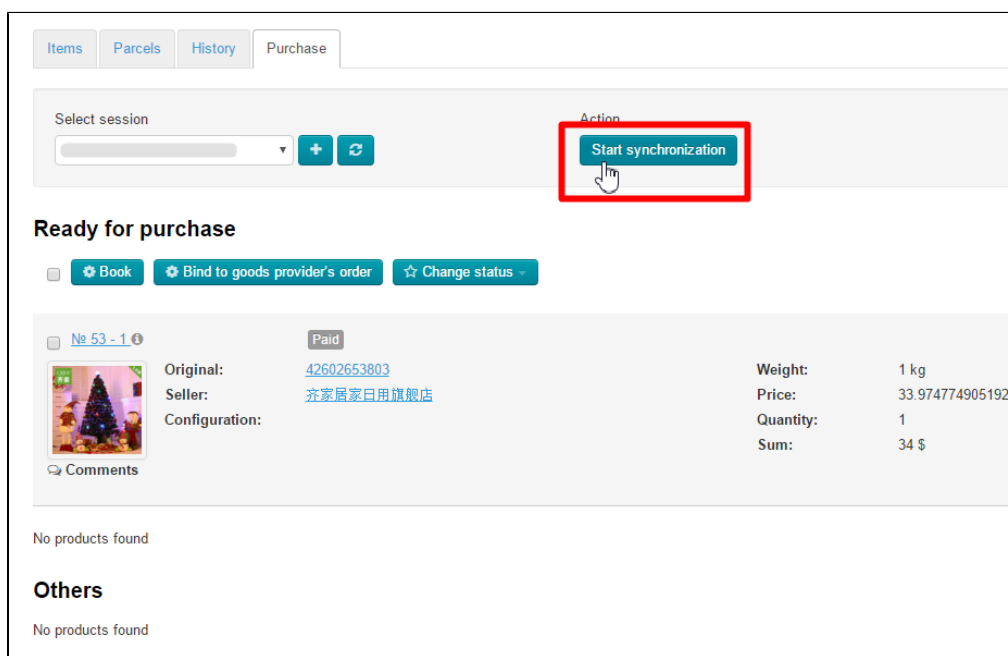 Items Parcels History Purchase
Select session Action
Start synchronization
Ready for purchase
Book Bind to goods provider's order Change status
№ 53 - 1 Paid
Original: 42602653803 Weight: 1 kg
Seller: 齐家居家日用旗舰店 Price: 33.974774905192
Configuration: Quantity: 1
Sum: 34 $
Comments
No products found
Others
No products found